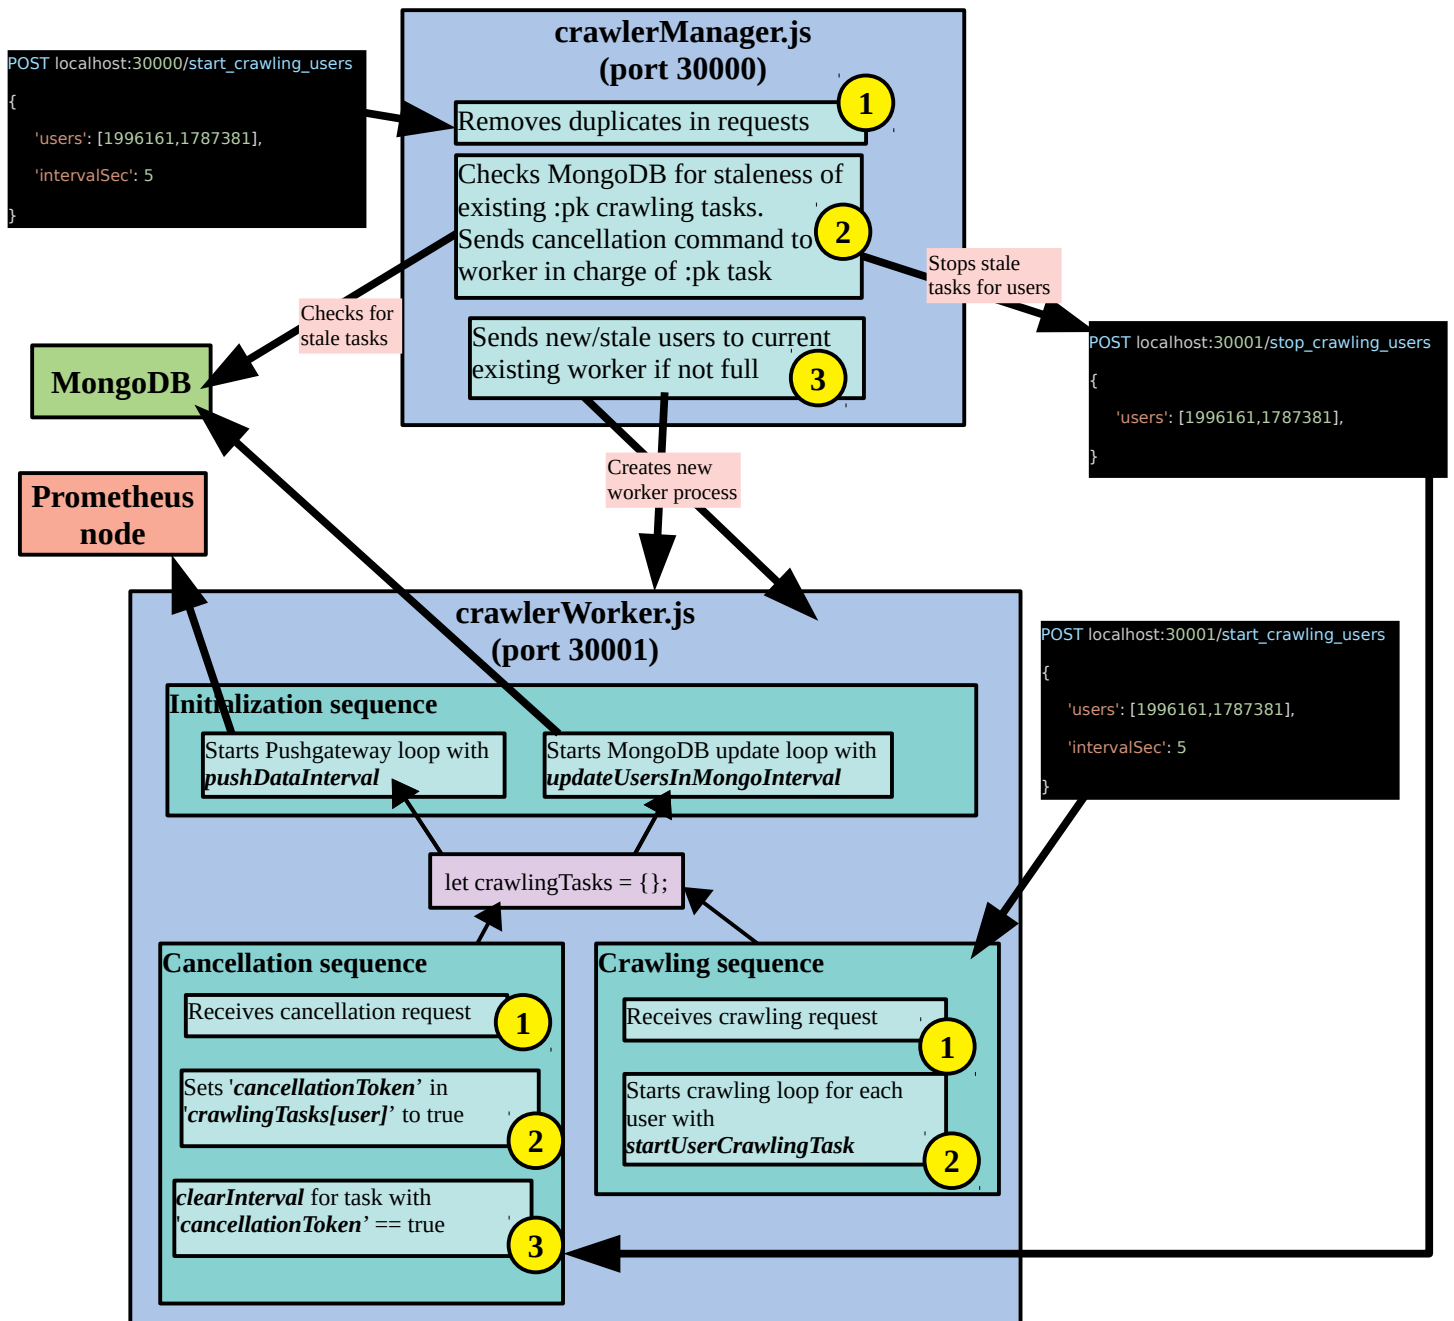 crawlerManager.js
(port 30000)
POST localhost:30000/start_crawling_users
{
'users': [1996161,1787381],
'intervalSec': 5
}
Removes duplicates in requests
1
Checks MongoDB for staleness of
existing :pk crawling tasks.
Sends cancellation command to
worker in charge of :pk task
2
Stops stale
tasks for users
Checks for
stale tasks
Sends new/stale users to current
existing worker if not full
3
POST localhost:30001/stop_crawling_users
{
'users': [1996161,1787381],
}
MongoDB
Prometheus
node
Creates new
worker process
crawlerWorker.js
(port 30001)
POST localhost:30001/start_crawling_users
{
'users': [1996161,1787381],
'intervalSec': 5
}
Initialization sequence
Starts Pushgateway loop with
pushDataInterval
Starts MongoDB update loop with
updateUsersInMongoInterval
let crawlingTasks = {};
Cancellation sequence
Receives cancellation request
1
Sets 'cancellationToken’ in
'crawlingTasks[user]’ to true
2
clearInterval for task with
'cancellationToken’ == true
3
Crawling sequence
Receives crawling request
1
Starts crawling loop for each
user with
startUserCrawlingTask
2